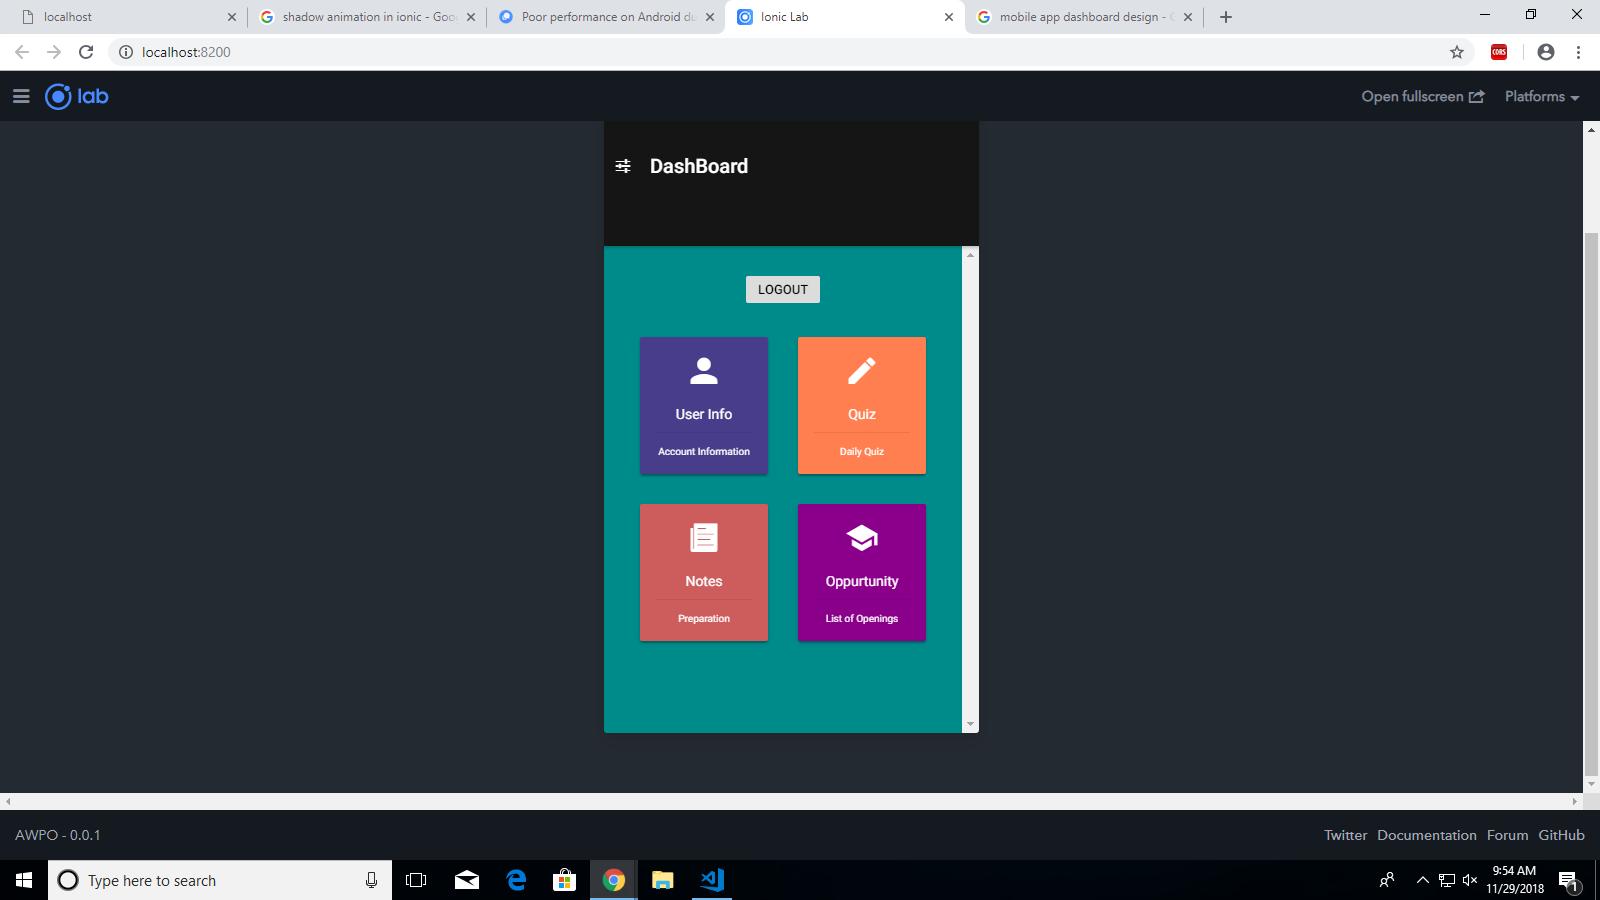 localhost
shadow animation in ionic - Goo
Poor performance on Android du
Ionic Lab
mobile app dashboard design - G
localhost:8200
CORS
lab
Open fullscreen
Platforms
DashBoard
LOGOUT
User Info
Account Information
Quiz
Daily Quiz
Notes
Preparation
Oppurtunity
List of Openings
AWPO - 0.0.1
Twitter Documentation Forum GitHub
Type here to search
9:54 AM
11/29/2018
1